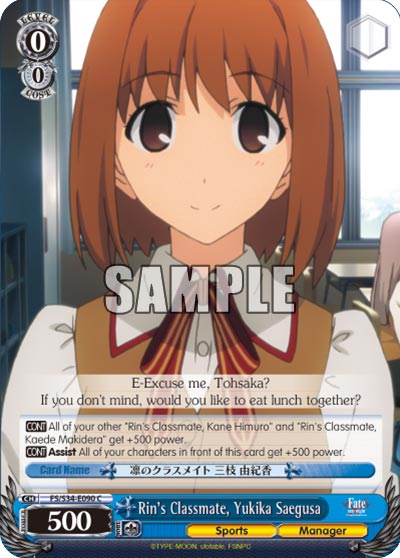 LEVEL
0
0
COST
SAMPLE
E-Excuse me, Tohsaka?
If you don't mind, would you like to eat lunch together?
CONT All of your other "Rin's Classmate, Kane Himuro" and "Rin's Classmate,
Kaede Makidera" get +500 power.
CONT Assist All of your characters in front of this card get +500 power.
Card Name 凛のクラスメイト 三枝 由紀香
CH FS/S34-E090 C
POWER
500
Rin's Classmate, Yukika Saegusa
Fate
Sports
Manager
©TYPE-MOON, ufotable, FSNPC